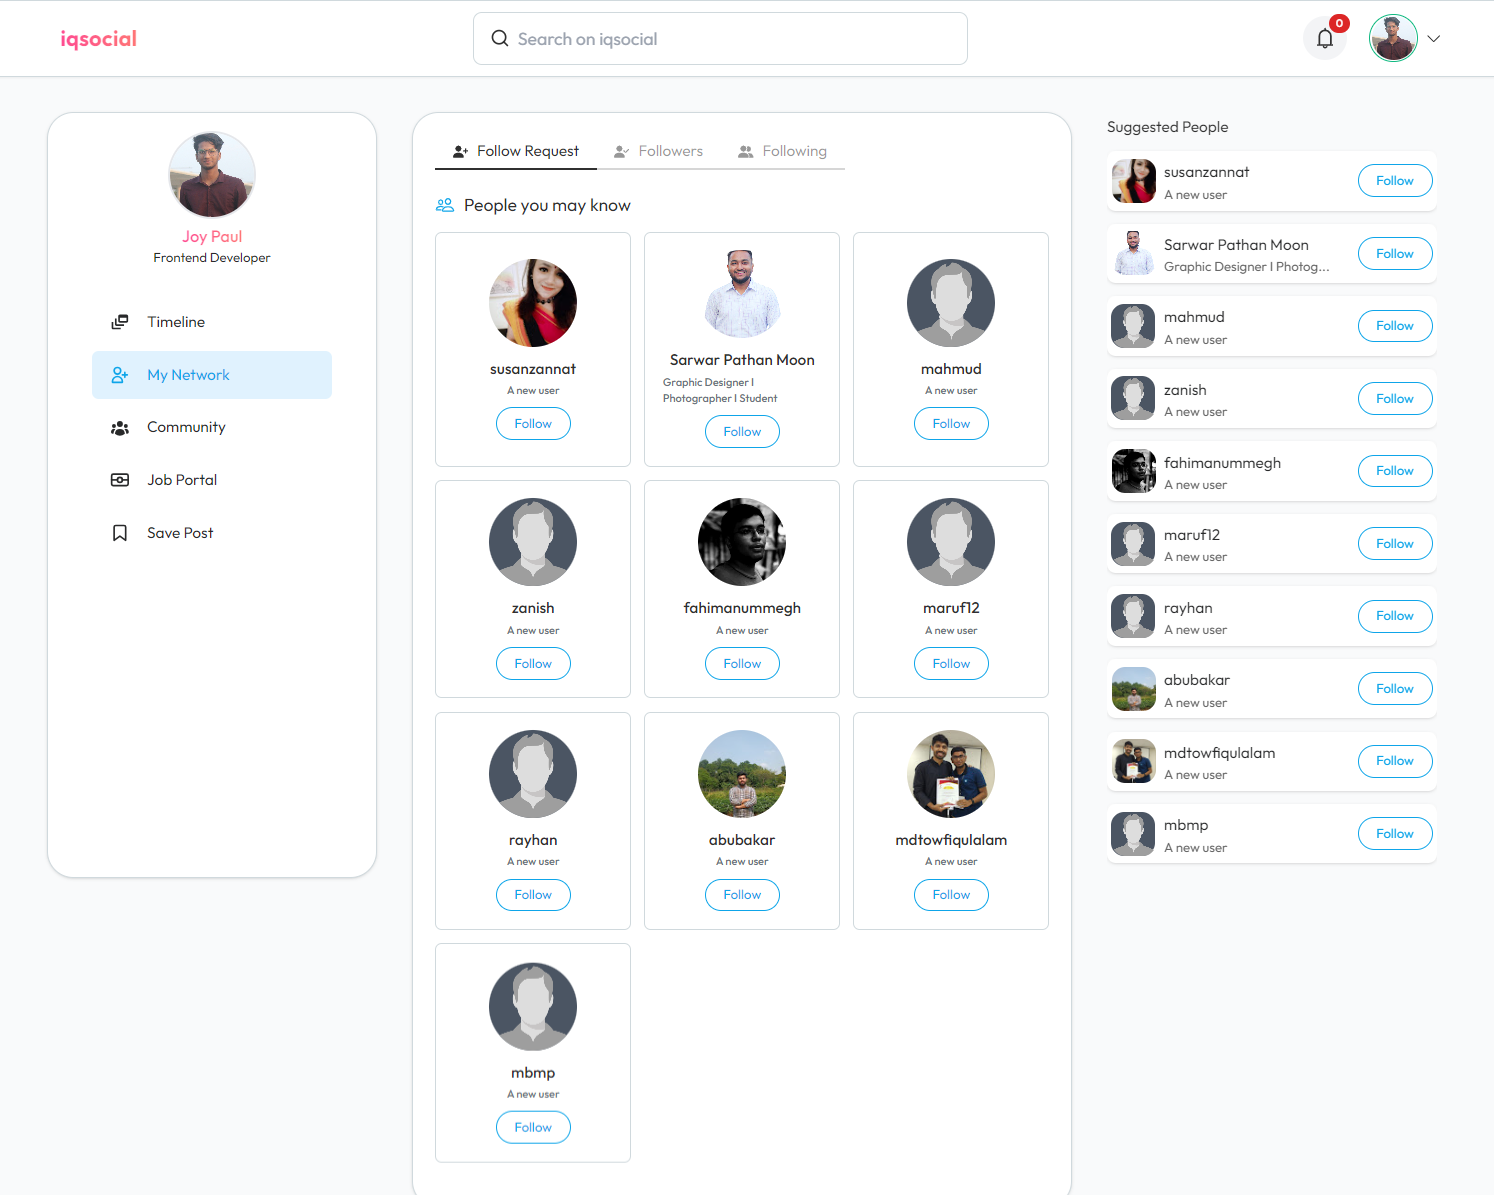 iqsocial
Search on iqsocial
0
Joy Paul
Frontend Developer
Timeline
My Network
Community
Job Portal
Save Post
Follow Request
Followers
Following
People you may know
susanzannat
A new user
Follow
Sarwar Pathan Moon
Graphic Designer I
Photographer I Student
Follow
mahmud
A new user
Follow
zanish
A new user
Follow
fahimanummegh
A new user
Follow
maruf12
A new user
Follow
rayhan
A new user
Follow
abubakar
A new user
Follow
mdtowfiqulalam
A new user
Follow
mbmp
A new user
Follow
Suggested People
susanzannat
A new user
Follow
Sarwar Pathan Moon
Graphic Designer I Photog...
Follow
mahmud
A new user
Follow
zanish
A new user
Follow
fahimanummegh
A new user
Follow
maruf12
A new user
Follow
rayhan
A new user
Follow
abubakar
A new user
Follow
mdtowfiqulalam
A new user
Follow
mbmp
A new user
Follow